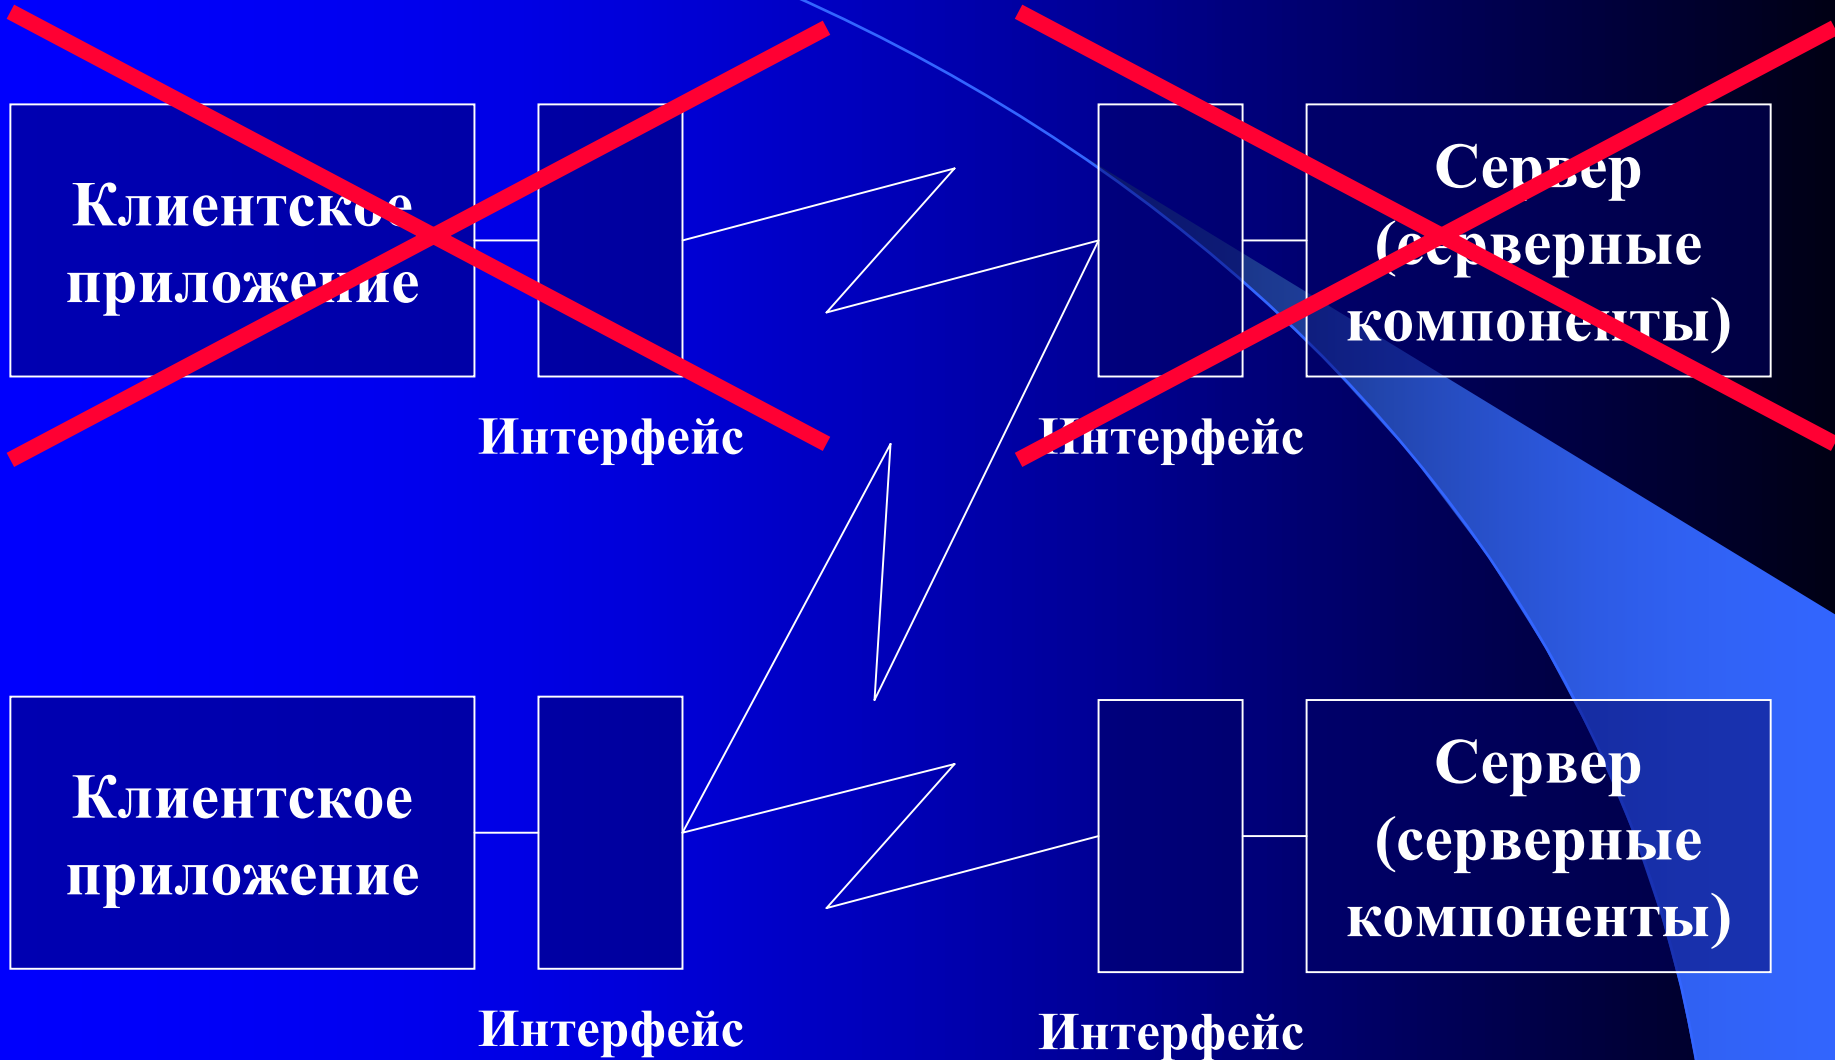 Клиентское
приложение
Интерфейс
Сервер
(серверные
компоненты)
Интерфейс
Клиентское
приложение
Интерфейс
Сервер
(серверные
компоненты)
Интерфейс